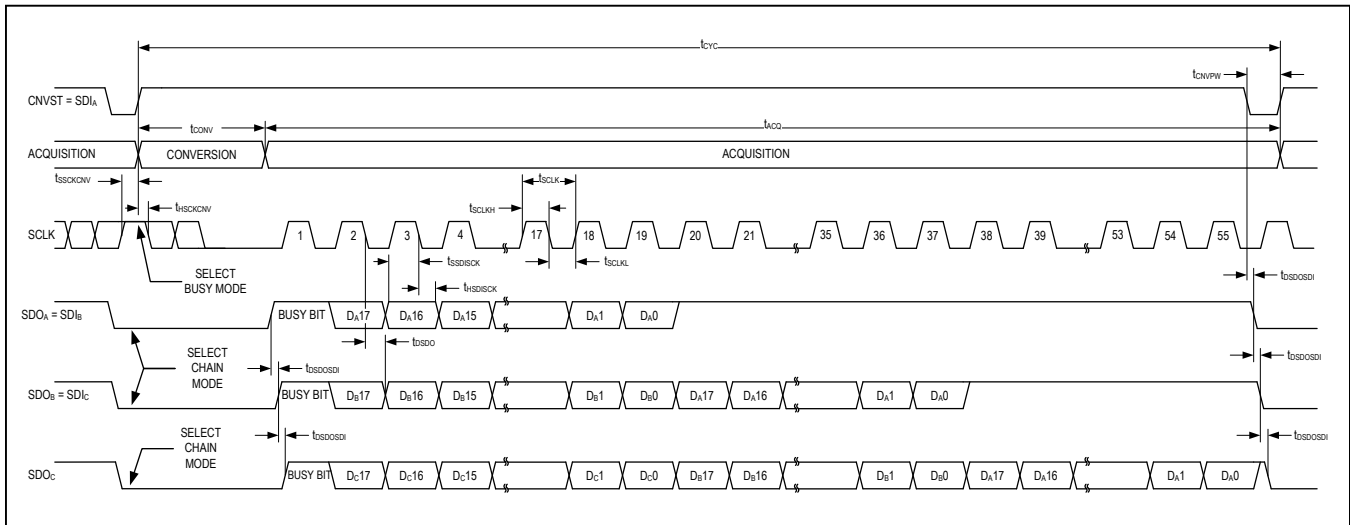 tCYC
tCNVPW
CNVST = SDIA
tCONV
tACQ
ACQUISITION CONVERSION ACQUISITION
tSSCKCNV
tHSCKCNV
tSCLK
tSCLKH
SCLK 1 2 3 4 17 18 19 20 21 35 36 37 38 39 53 54 55
tSSDISCK
tSCLKL
SELECT
BUSY MODE
tHSDISCK
tDSDOSDI
SDOA = SDIB BUSY BIT DA17 DA16 DA15 DA1 DA0
tDSDO
SELECT
CHAIN
MODE
tDSDOSDI
tDSDOSDI
SDOB = SDIC BUSY BIT DB17 DB16 DB15 DB1 DB0 DA17 DA16 DA1 DA0
SELECT
CHAIN
MODE
tDSDOSDI
tDSDOSDI
SDOC BUSY BIT DC17 DC16 DC15 DC1 DC0 DB17 DB16 DB1 DB0 DA17 DA16 DA1 DA0